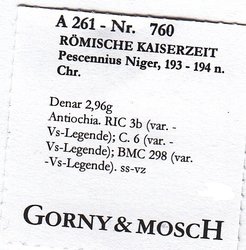 A 261 - Nr. 760
RÖMISCHE KAISERZEIT
Pescennius Niger, 193 - 194 n.
Chr.
Denar 2,96g
Antiochia. RIC 3b (var. -
Vs-Legende); C. 6 (var. -
Vs-Legende); BMC 298 (var.
-Vs-Legende). ss-vz
GORNY & MOSCH